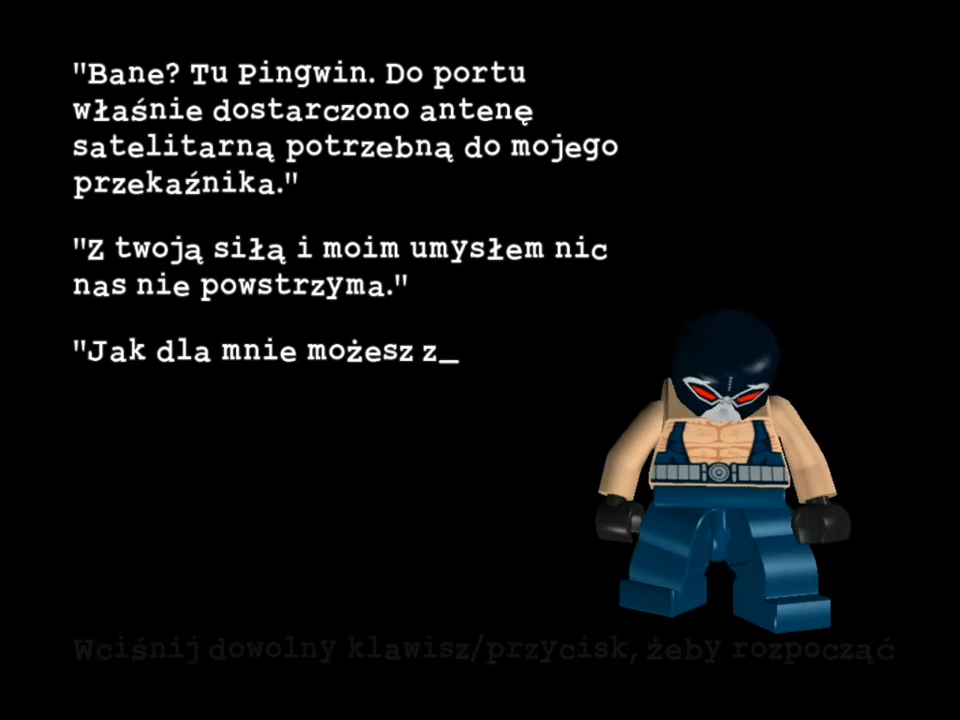 "Bane? Tu Pingwin. Do portu
właśnie dostarczono antenę
satelitarną potrzebną do mojego
przekaźnika."
"Z twoją siłą i moim umysłem nic
nas nie powstrzyma."
"Jak dla mnie możesz z_
Wciśnij dowolny klawisz/przycisk, żeby rozpocząć